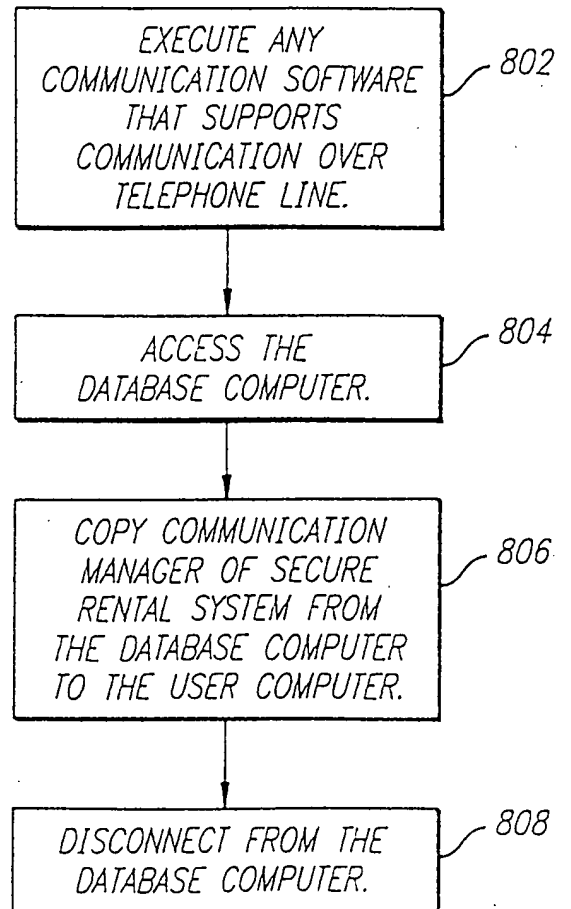 EXECUTE ANY
COMMUNICATION SOFTWARE
THAT SUPPORTS
COMMUNICATION OVER
TELEPHONE LINE.
802
ACCESS THE
DATABASE COMPUTER.
804
COPY COMMUNICATION
MANAGER OF SECURE
RENTAL SYSTEM FROM
THE DATABASE COMPUTER
TO THE USER COMPUTER.
806
DISCONNECT FROM THE
DATABASE COMPUTER.
808